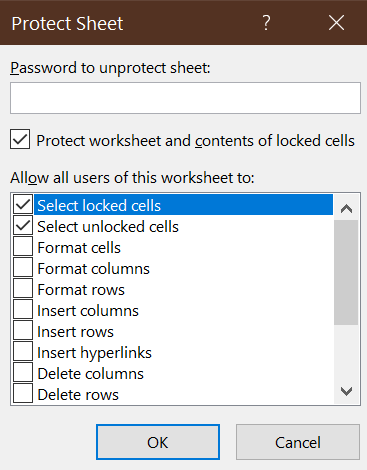 Protect Sheet ?
Password to unprotect sheet:
Protect worksheet and contents of locked cells
Allow all users of this worksheet to:
Select locked cells
Select unlocked cells
Format cells
Format columns
Format rows
Insert columns
Insert rows
Insert hyperlinks
Delete columns
Delete rows
OK Cancel